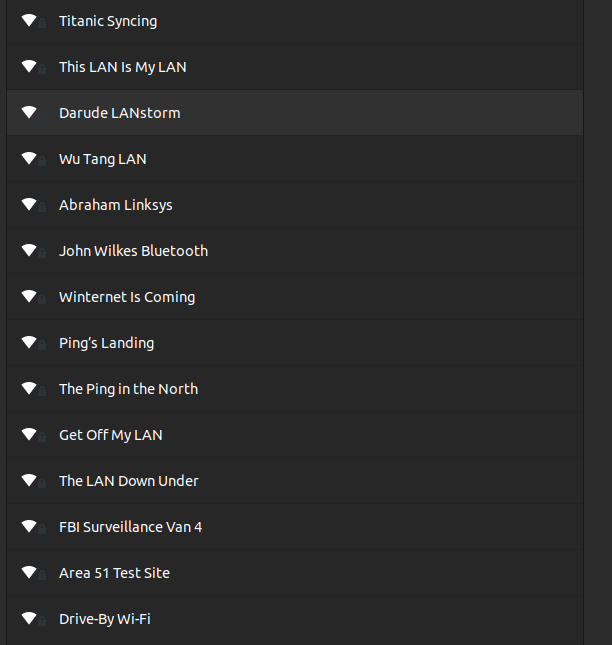 Titanic Syncing
This LAN Is My LAN
Darude LANstorm
Wu Tang LAN
Abraham Linksys
John Wilkes Bluetooth
Winternet Is Coming
Ping’s Landing
The Ping in the North
Get Off My LAN
The LAN Down Under
FBI Surveillance Van 4
Area 51 Test Site
Drive-By Wi-Fi